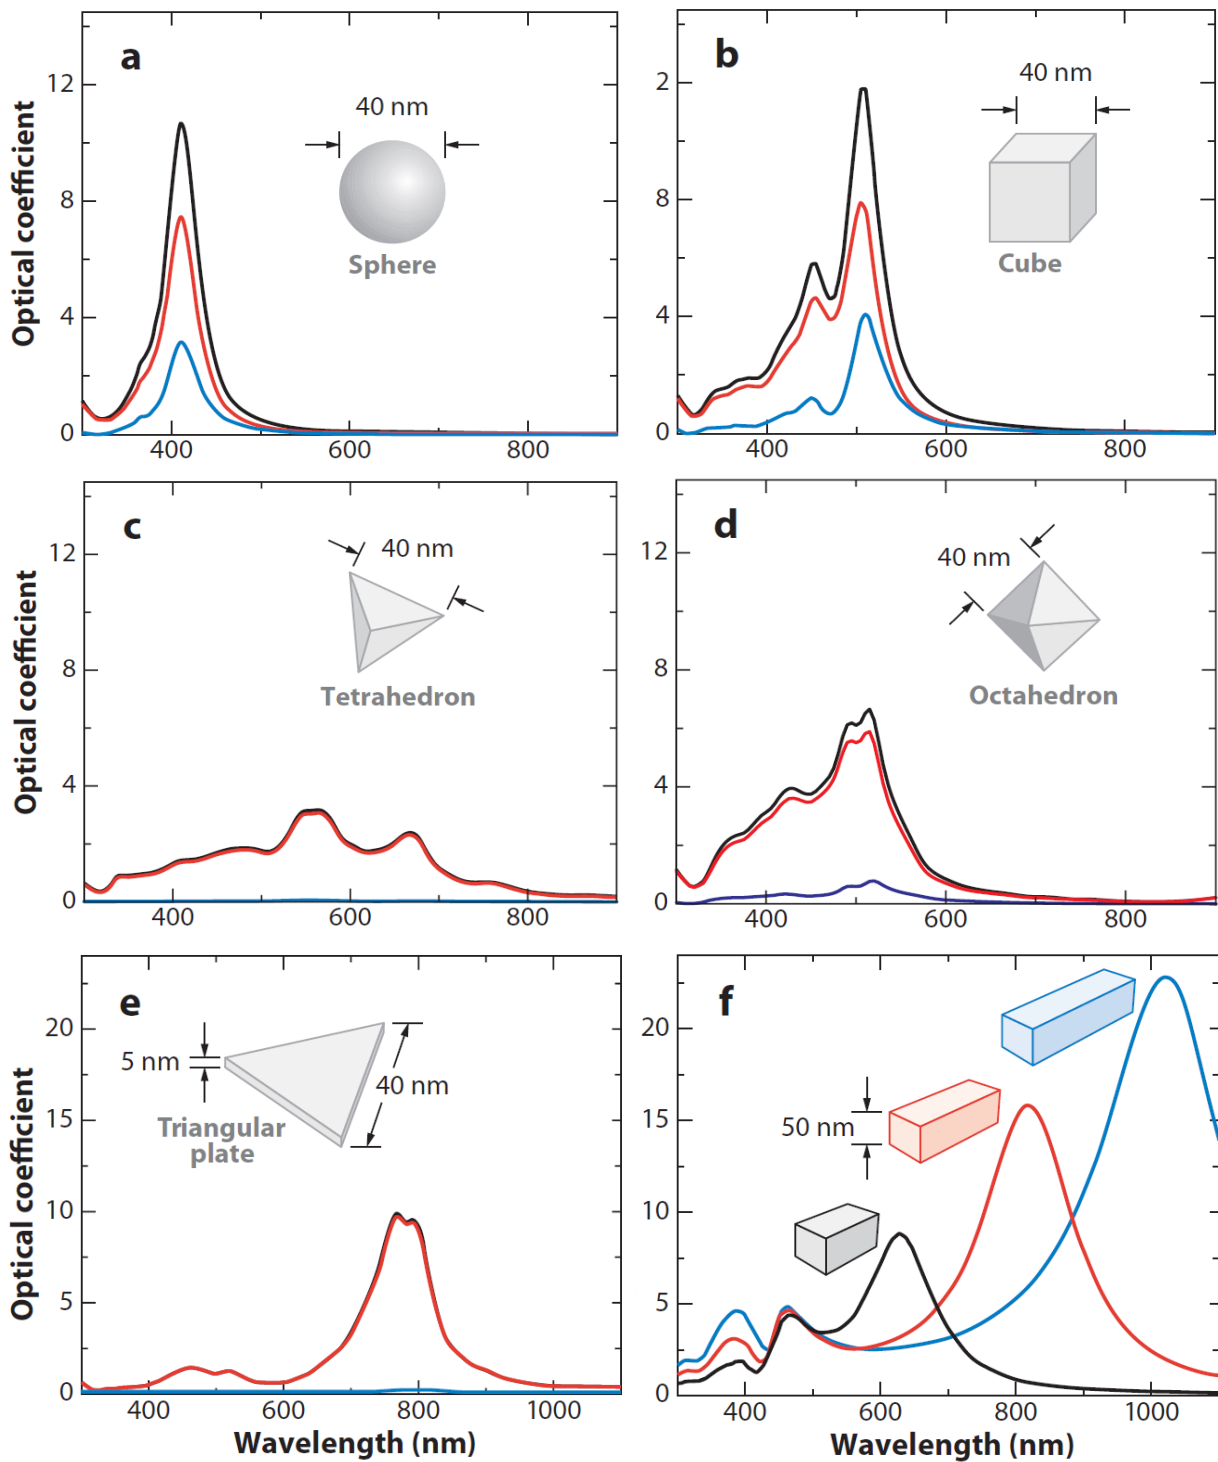 a
40 nm
Sphere
12
8
4
0
400
600
800
Optical coefficient
b
40 nm
Cube
2
8
4
0
400
600
800
c
40 nm
Tetrahedron
12
8
4
0
400
600
800
Optical coefficient
d
40 nm
Octahedron
12
8
4
0
400
600
800
e
5 nm
40 nm
Triangular
plate
20
15
10
5
0
400
600
800
1000
Optical coefficient
Wavelength (nm)
f
50 nm
20
15
10
5
0
400
600
800
1000
Wavelength (nm)